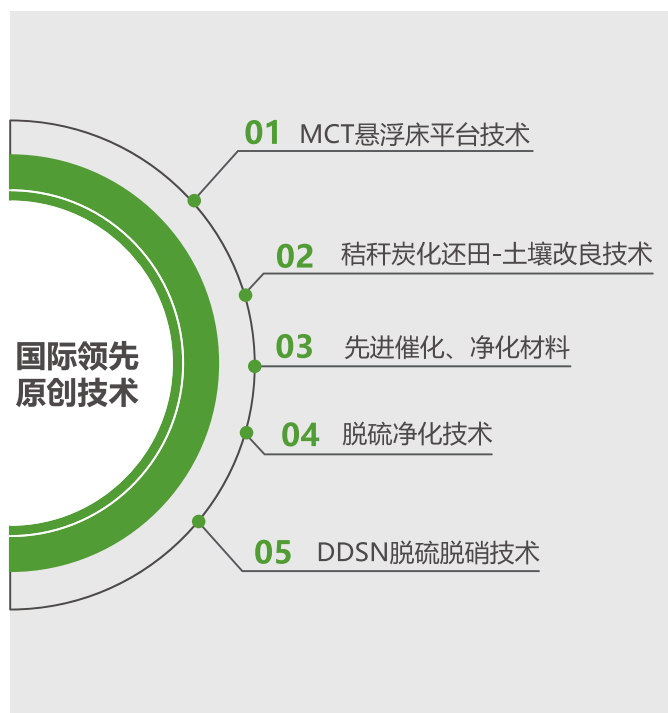 国际领先
原创技术
01 MCT悬浮床平台技术
02 秸秆炭化还田-土壤改良技术
03 先进催化、净化材料
04 脱硫净化技术
05 DDSN脱硫脱硝技术